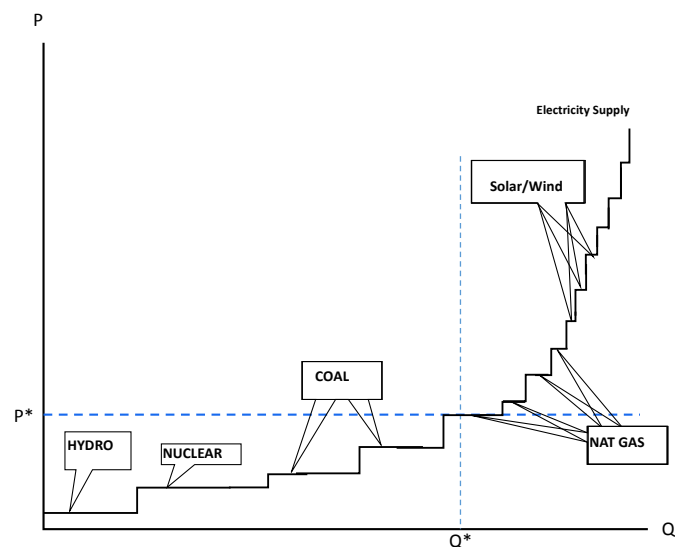 P
Electricity Supply
Solar/Wind
COAL
P*
HYDRO
NUCLEAR
NAT GAS
Q
Q*